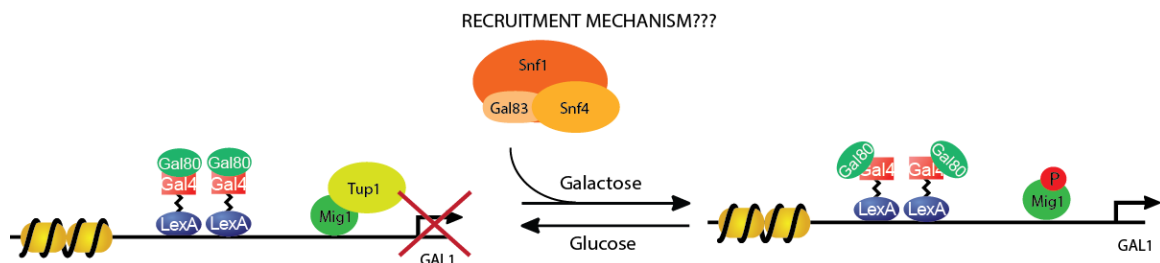 RECRUITMENT MECHANISM???
Snf1
Gal83
Snf4
Gal80
Gal80
Gal4
Gal4
LexA
LexA
Tup1
Mig1
GAL1
Galactose
Glucose
Gal80
Gal4
Gal4
Gal80
LexA
LexA
P
Mig1
GAL1